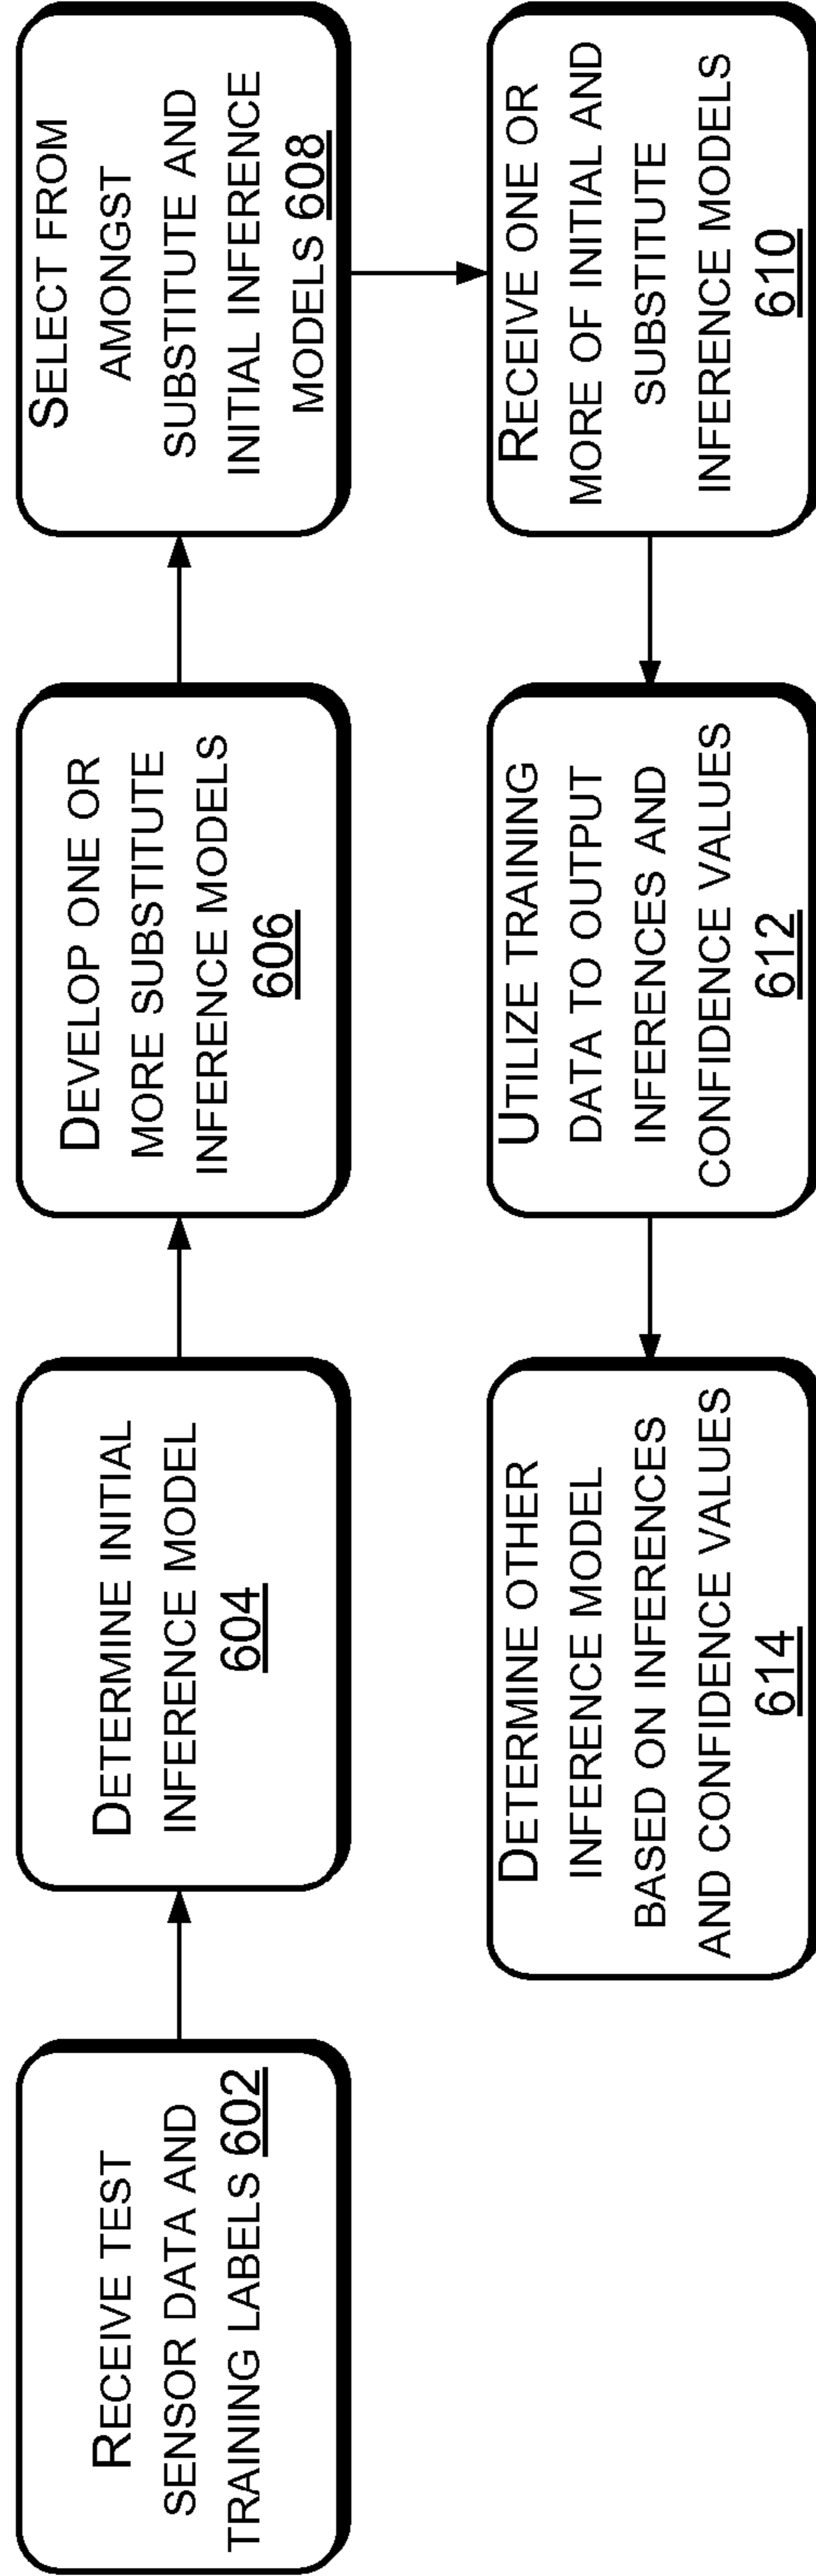 RECEIVE TEST
SENSOR DATA AND
TRAINING LABELS 602
DETERMINE INITIAL
INFERENCE MODEL
604
DEVELOP ONE OR
MORE SUBSTITUTE
INFERENCE MODELS
606
SELECT FROM
AMONGST
SUBSTITUTE AND
INITIAL INFERENCE
MODELS 608
RECEIVE ONE OR
MORE OF INITIAL AND
SUBSTITUTE
INFERENCE MODELS
610
UTILIZE TRAINING
DATA TO OUTPUT
INFERENCES AND
CONFIDENCE VALUES
612
DETERMINE OTHER
INFERENCE MODEL
BASED ON INFERENCES
AND CONFIDENCE VALUES
614